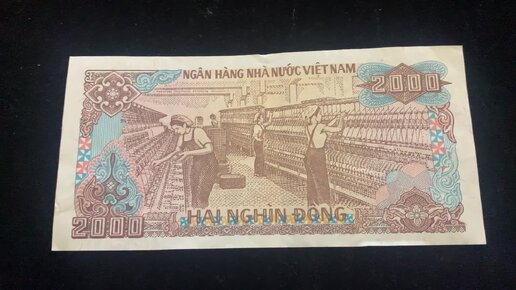 NGÂN HÀNG NHÀ NƯỚC VIỆT NAM
2000
2000
HAI NGHÌN ĐỒNG